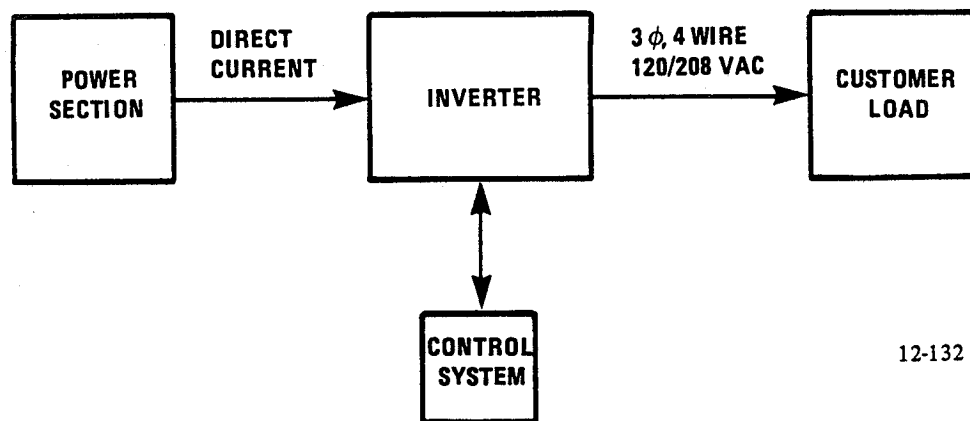 POWER
SECTION
DIRECT
CURRENT
INVERTER
3 ϕ, 4 WIRE
120/208 VAC
CUSTOMER
LOAD
CONTROL
SYSTEM
12-132